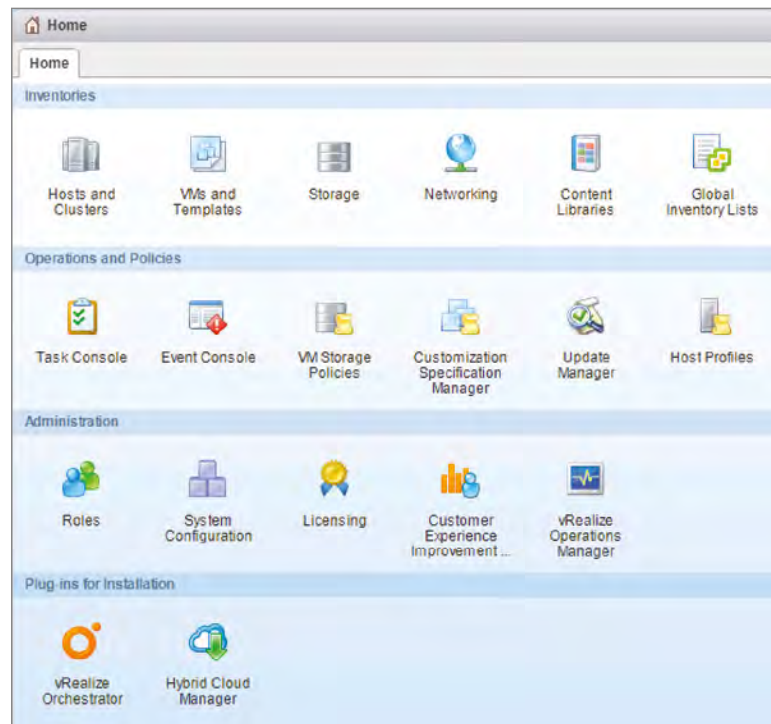 Home
Home
Inventories
Hosts and
Clusters
VMs and
Templates
Storage
Networking
Content
Libraries
Global
Inventory Lists
Operations and Policies
Task Console
Event Console
VM Storage
Policies
Customization
Specification
Manager
Update
Manager
Host Profiles
Administration
Roles
System
Configuration
Licensing
Customer
Experience
Improvement ...
vRealize
Operations
Manager
Plug-ins for Installation
vRealize
Orchestrator
Hybrid Cloud
Manager